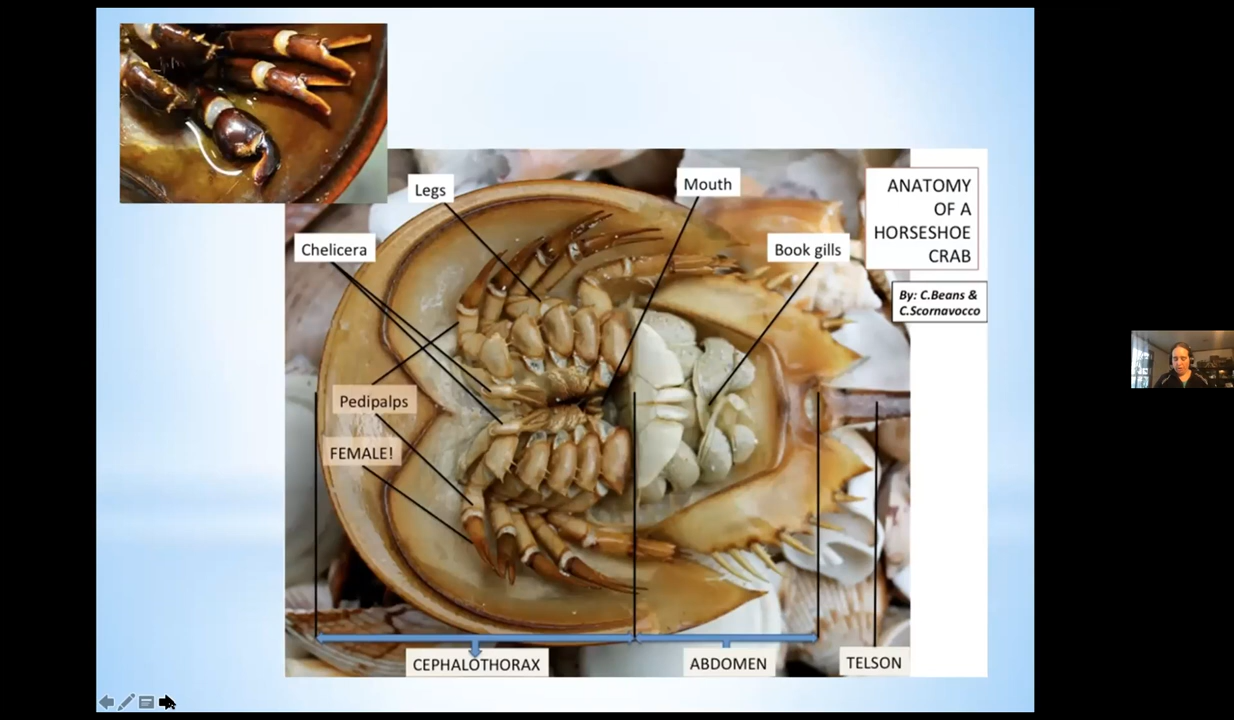 Legs
Mouth
ANATOMY
OF A
HORSESHOE
CRAB
Chelicera
Book gills
By: C.Beans &
C.Scornavocco
Pedipalps
FEMALE!
CEPHALOTHORAX
ABDOMEN
TELSON